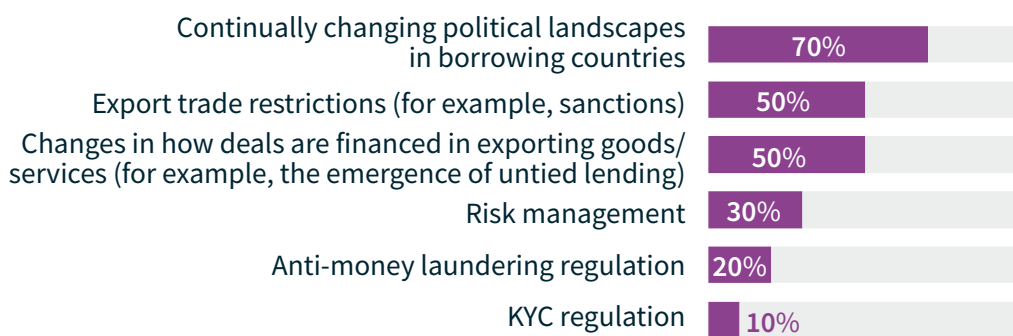 Continually changing political landscapes
in borrowing countries
70%
Export trade restrictions (for example, sanctions)
50%
Changes in how deals are financed in exporting goods/
services (for example, the emergence of untied lending)
50%
Risk management
30%
Anti-money laundering regulation
20%
KYC regulation
10%